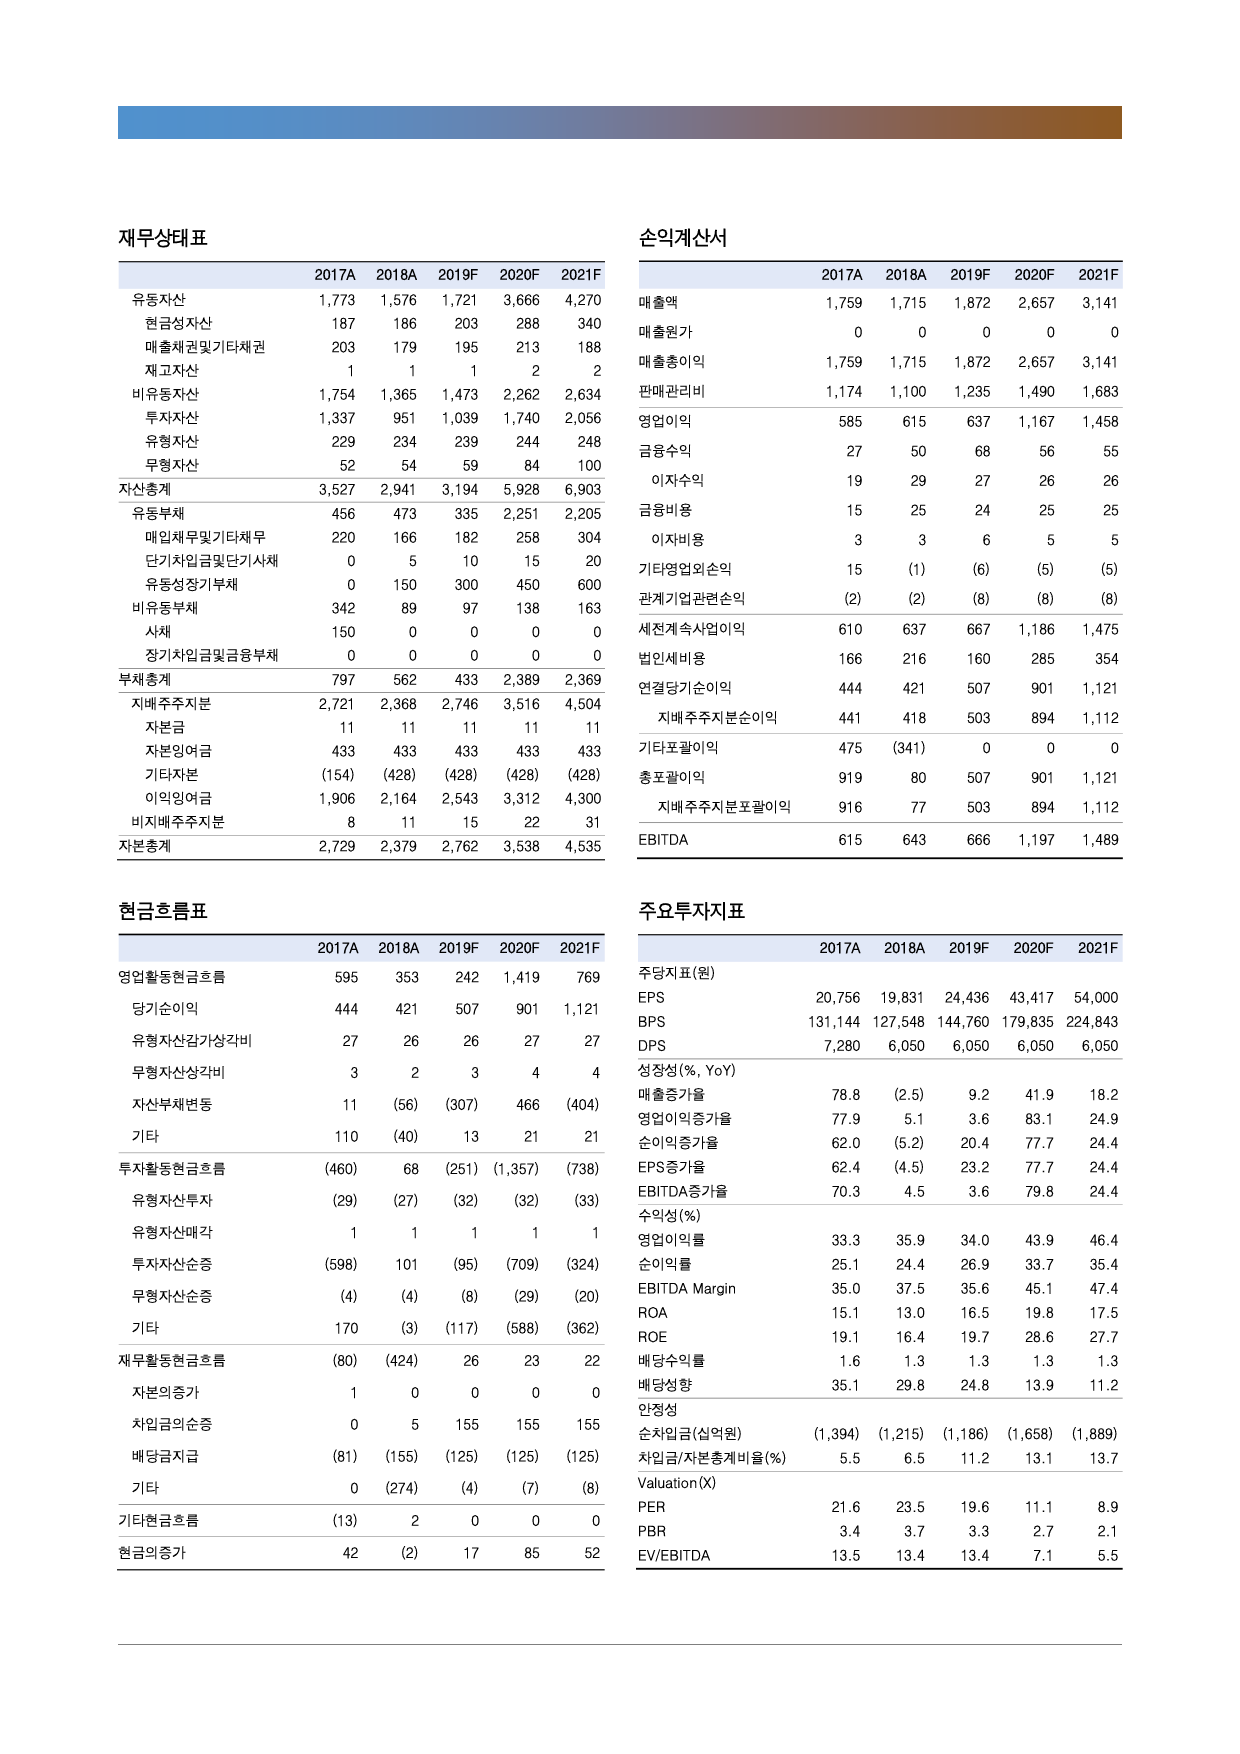 재무상태표
2017A 2018A 2019F 2020F 2021F
유동자산 1,773 1,576 1,721 3,666 4,270
현금성자산 187 186 203 288 340
매출채권및기타채권 203 179 195 213 188
재고자산 1 1 1 2 2
비유동자산 1,754 1,365 1,473 2,262 2,634
투자자산 1,337 951 1,039 1,740 2,056
유형자산 229 234 239 244 248
무형자산 52 54 59 84 100
자산총계 3,527 2,941 3,194 5,928 6,903
유동부채 456 473 335 2,251 2,205
매입채무및기타채무 220 166 182 258 304
단기차입금및단기사채 0 5 10 15 20
유동성장기부채 0 150 300 450 600
비유동부채 342 89 97 138 163
사채 150 0 0 0 0
장기차입금및금융부채 0 0 0 0 0
부채총계 797 562 433 2,389 2,369
지배주주지분 2,721 2,368 2,746 3,516 4,504
자본금 11 11 11 11 11
자본잉여금 433 433 433 433 433
기타자본 (154) (428) (428) (428) (428)
이익잉여금 1,906 2,164 2,543 3,312 4,300
비지배주주지분 8 11 15 22 31
자본총계 2,729 2,379 2,762 3,538 4,535
손익계산서
2017A 2018A 2019F 2020F 2021F
매출액 1,759 1,715 1,872 2,657 3,141
매출원가 0 0 0 0 0
매출총이익 1,759 1,715 1,872 2,657 3,141
판매관리비 1,174 1,100 1,235 1,490 1,683
영업이익 585 615 637 1,167 1,458
금융수익 27 50 68 56 55
이자수익 19 29 27 26 26
금융비용 15 25 24 25 25
이자비용 3 3 6 5 5
기타영업외손익 15 (1) (6) (5) (5)
관계기업관련손익 (2) (2) (8) (8) (8)
세전계속사업이익 610 637 667 1,186 1,475
법인세비용 166 216 160 285 354
연결당기순이익 444 421 507 901 1,121
지배주주지분순이익 441 418 503 894 1,112
기타포괄이익 475 (341) 0 0 0
총포괄이익 919 80 507 901 1,121
지배주주지분포괄이익 916 77 503 894 1,112
EBITDA 615 643 666 1,197 1,489
현금흐름표
2017A 2018A 2019F 2020F 2021F
영업활동현금흐름 595 353 242 1,419 769
당기순이익 444 421 507 901 1,121
유형자산감가상각비 27 26 26 27 27
무형자산상각비 3 2 3 4 4
자산부채변동 11 (56) (307) 466 (404)
기타 110 (40) 13 21 21
투자활동현금흐름 (460) 68 (251) (1,357) (738)
유형자산투자 (29) (27) (32) (32) (33)
유형자산매각 1 1 1 1 1
투자자산순증 (598) 101 (95) (709) (324)
무형자산순증 (4) (4) (8) (29) (20)
기타 170 (3) (117) (588) (362)
재무활동현금흐름 (80) (424) 26 23 22
자본의증가 1 0 0 0 0
차입금의순증 0 5 155 155 155
배당금지급 (81) (155) (125) (125) (125)
기타 0 (274) (4) (7) (8)
기타현금흐름 (13) 2 0 0 0
현금의증가 42 (2) 17 85 52
주요투자지표
2017A 2018A 2019F 2020F 2021F
주당지표(원)
EPS 20,756 19,831 24,436 43,417 54,000
BPS 131,144 127,548 144,760 179,835 224,843
DPS 7,280 6,050 6,050 6,050 6,050
성장성(%, YoY)
매출증가율 78.8 (2.5) 9.2 41.9 18.2
영업이익증가율 77.9 5.1 3.6 83.1 24.9
순이익증가율 62.0 (5.2) 20.4 77.7 24.4
EPS증가율 62.4 (4.5) 23.2 77.7 24.4
EBITDA증가율 70.3 4.5 3.6 79.8 24.4
수익성(%)
영업이익률 33.3 35.9 34.0 43.9 46.4
순이익률 25.1 24.4 26.9 33.7 35.4
EBITDA Margin 35.0 37.5 35.6 45.1 47.4
ROA 15.1 13.0 16.5 19.8 17.5
ROE 19.1 16.4 19.7 28.6 27.7
배당수익률 1.6 1.3 1.3 1.3 1.3
배당성향 35.1 29.8 24.8 13.9 11.2
안정성
순차입금(십억원) (1,394) (1,215) (1,186) (1,658) (1,889)
차입금/자본총계비율(%) 5.5 6.5 11.2 13.1 13.7
Valuation(X)
PER 21.6 23.5 19.6 11.1 8.9
PBR 3.4 3.7 3.3 2.7 2.1
EV/EBITDA 13.5 13.4 13.4 7.1 5.5